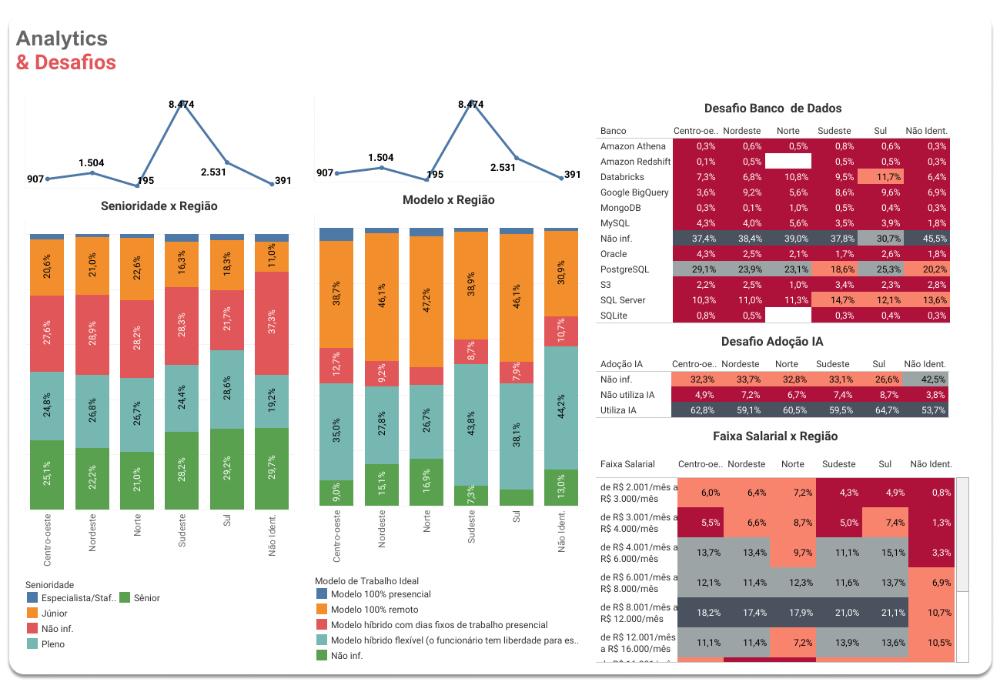 Analytics
& Desafios
907
1.504
195
8.474
2.531
391
Senioridade x Região
20,6% 21,0% 22,6% 16,3% 18,3% 11,0%
27,6% 28,9% 28,2% 28,3% 21,7% 37,3%
24,8% 26,8% 26,7% 24,4% 28,6% 19,2%
25,1% 22,2% 21,0% 28,2% 29,2% 29,7%
Centro-oeste Nordeste Norte Sudeste Sul Não Ident.
Senioridade
Especialista/Staf.. Sênior
Júnior
Não inf.
Pleno
907
1.504
195
8.474
2.531
391
Modelo x Região
38,7% 46,1% 47,2% 38,9% 46,1% 30,9%
12,7% 9,2% 8,7% 7,9% 10,7%
35,0% 27,8% 26,7% 43,8% 38,1% 44,2%
9,0% 15,1% 16,9% 7,3% 13,0%
Centro-oeste Nordeste Norte Sudeste Sul Não Ident.
Modelo de Trabalho Ideal
Modelo 100% presencial
Modelo 100% remoto
Modelo híbrido com dias fixos de trabalho presencial
Modelo híbrido flexível (o funcionário tem liberdade para es..
Não inf.
Desafio Banco de Dados
Banco Centro-oe.. Nordeste Norte Sudeste Sul Não Ident.
Amazon Athena 0,3% 0,6% 0,5% 0,8% 0,6% 0,3%
Amazon Redshift 0,1% 0,5% 0,5% 0,5% 0,3%
Databricks 7,3% 6,8% 10,8% 9,5% 11,7% 6,4%
Google BigQuery 3,6% 9,2% 5,6% 8,6% 9,6% 6,9%
MongoDB 0,3% 0,1% 1,0% 0,5% 0,4% 0,3%
MySQL 4,3% 4,0% 5,6% 3,5% 3,9% 1,8%
Não inf. 37,4% 38,4% 39,0% 37,8% 30,7% 45,5%
Oracle 4,3% 2,5% 2,1% 1,7% 2,6% 1,8%
PostgreSQL 29,1% 23,9% 23,1% 18,6% 25,3% 20,2%
S3 2,2% 2,5% 1,0% 3,4% 2,3% 2,8%
SQL Server 10,3% 11,0% 11,3% 14,7% 12,1% 13,6%
SQLite 0,8% 0,5% 0,3% 0,4% 0,3%
Desafio Adoção IA
Adoção IA Centro-oe.. Nordeste Norte Sudeste Sul Não Ident.
Não inf. 32,3% 33,7% 32,8% 33,1% 26,6% 42,5%
Não utiliza IA 4,9% 7,2% 6,7% 7,4% 8,7% 3,8%
Utiliza IA 62,8% 59,1% 60,5% 59,5% 64,7% 53,7%
Faixa Salarial x Região
Faixa Salarial Centro-oe.. Nordeste Norte Sudeste Sul Não Ident.
de R$ 2.001/mês a
R$ 3.000/mês 6,0% 6,4% 7,2% 4,3% 4,9% 0,8%
de R$ 3.001/mês a
R$ 4.000/mês 5,5% 6,6% 8,7% 5,0% 7,4% 1,3%
de R$ 4.001/mês a
R$ 6.000/mês 13,7% 13,4% 9,7% 11,1% 15,1% 3,3%
de R$ 6.001/mês a
R$ 8.000/mês 12,1% 11,4% 12,3% 11,6% 13,7% 6,9%
de R$ 8.001/mês a
R$ 12.000/mês 18,2% 17,4% 17,9% 21,0% 21,1% 10,7%
de R$ 12.001/mês
a R$ 16.000/mês 11,1% 11,4% 7,2% 13,9% 13,6% 10,5%